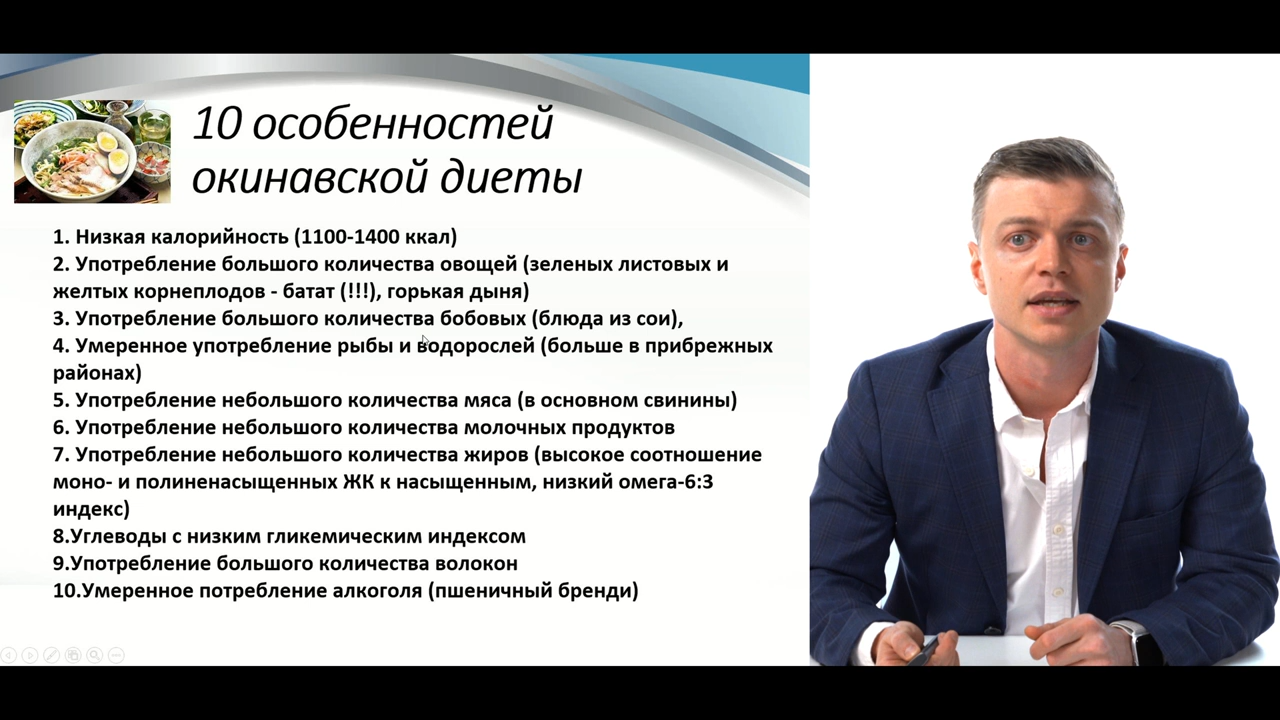 10 особенностей
окинавской диеты
1. Низкая калорийность (1100-1400 ккал)
2. Употребление большого количества овощей (зеленых листовых и
желтых корнеплодов - батат (!!!), горькая дыня)
3. Употребление большого количества бобовых (блюда из сои),
4. Умеренное употребление рыбы и водорослей (больше в прибрежных
районах)
5. Употребление небольшого количества мяса (в основном свинины)
6. Употребление небольшого количества молочных продуктов
7. Употребление небольшого количества жиров (высокое соотношение
моно- и полиненасыщенных ЖК к насыщенным, низкий омега-6:3
индекс)
8.Углеводы с низким гликемическим индексом
9.Употребление большого количества волокон
10.Умеренное потребление алкоголя (пшеничный бренди)